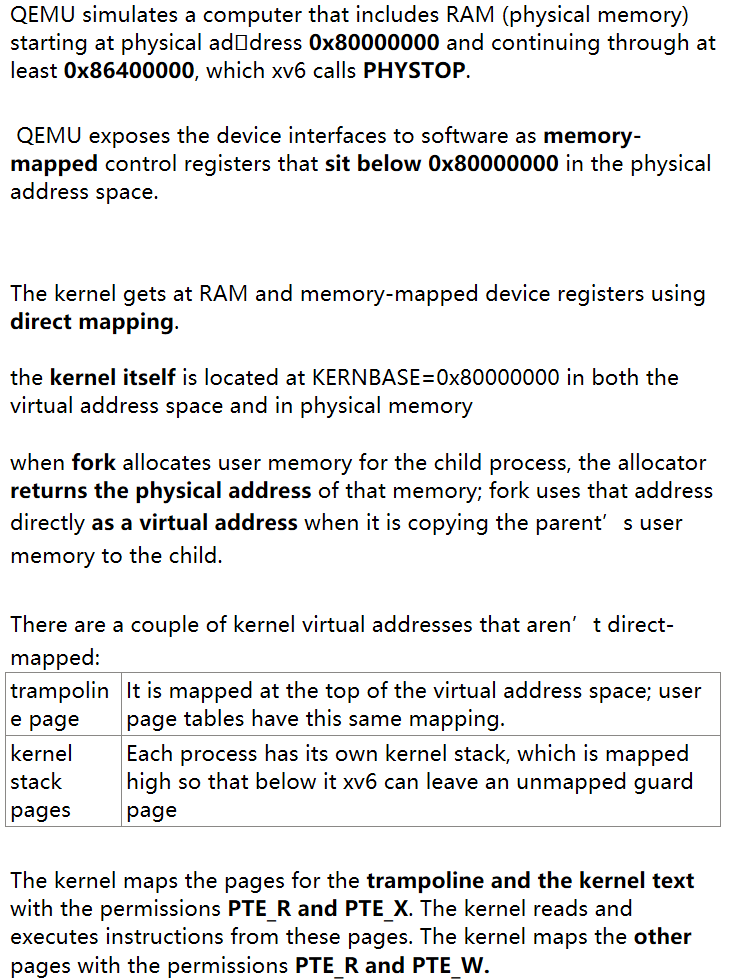 QEMU simulates a computer that includes RAM (physical memory)
starting at physical ad□dress 0x80000000 and continuing through at
least 0x86400000, which xv6 calls PHYSTOP.
QEMU exposes the device interfaces to software as memory-
mapped control registers that sit below 0x80000000 in the physical
address space.
The kernel gets at RAM and memory-mapped device registers using
direct mapping.
the kernel itself is located at KERNBASE=0x80000000 in both the
virtual address space and in physical memory
when fork allocates user memory for the child process, the allocator
returns the physical address of that memory; fork uses that address
directly as a virtual address when it is copying the parent’s user
memory to the child.
There are a couple of kernel virtual addresses that aren’t direct-
mapped:
trampolin
e page
It is mapped at the top of the virtual address space; user
page tables have this same mapping.
kernel
stack
pages
Each process has its own kernel stack, which is mapped
high so that below it xv6 can leave an unmapped guard
page
The kernel maps the pages for the trampoline and the kernel text
with the permissions PTE_R and PTE_X. The kernel reads and
executes instructions from these pages. The kernel maps the other
pages with the permissions PTE_R and PTE_W.